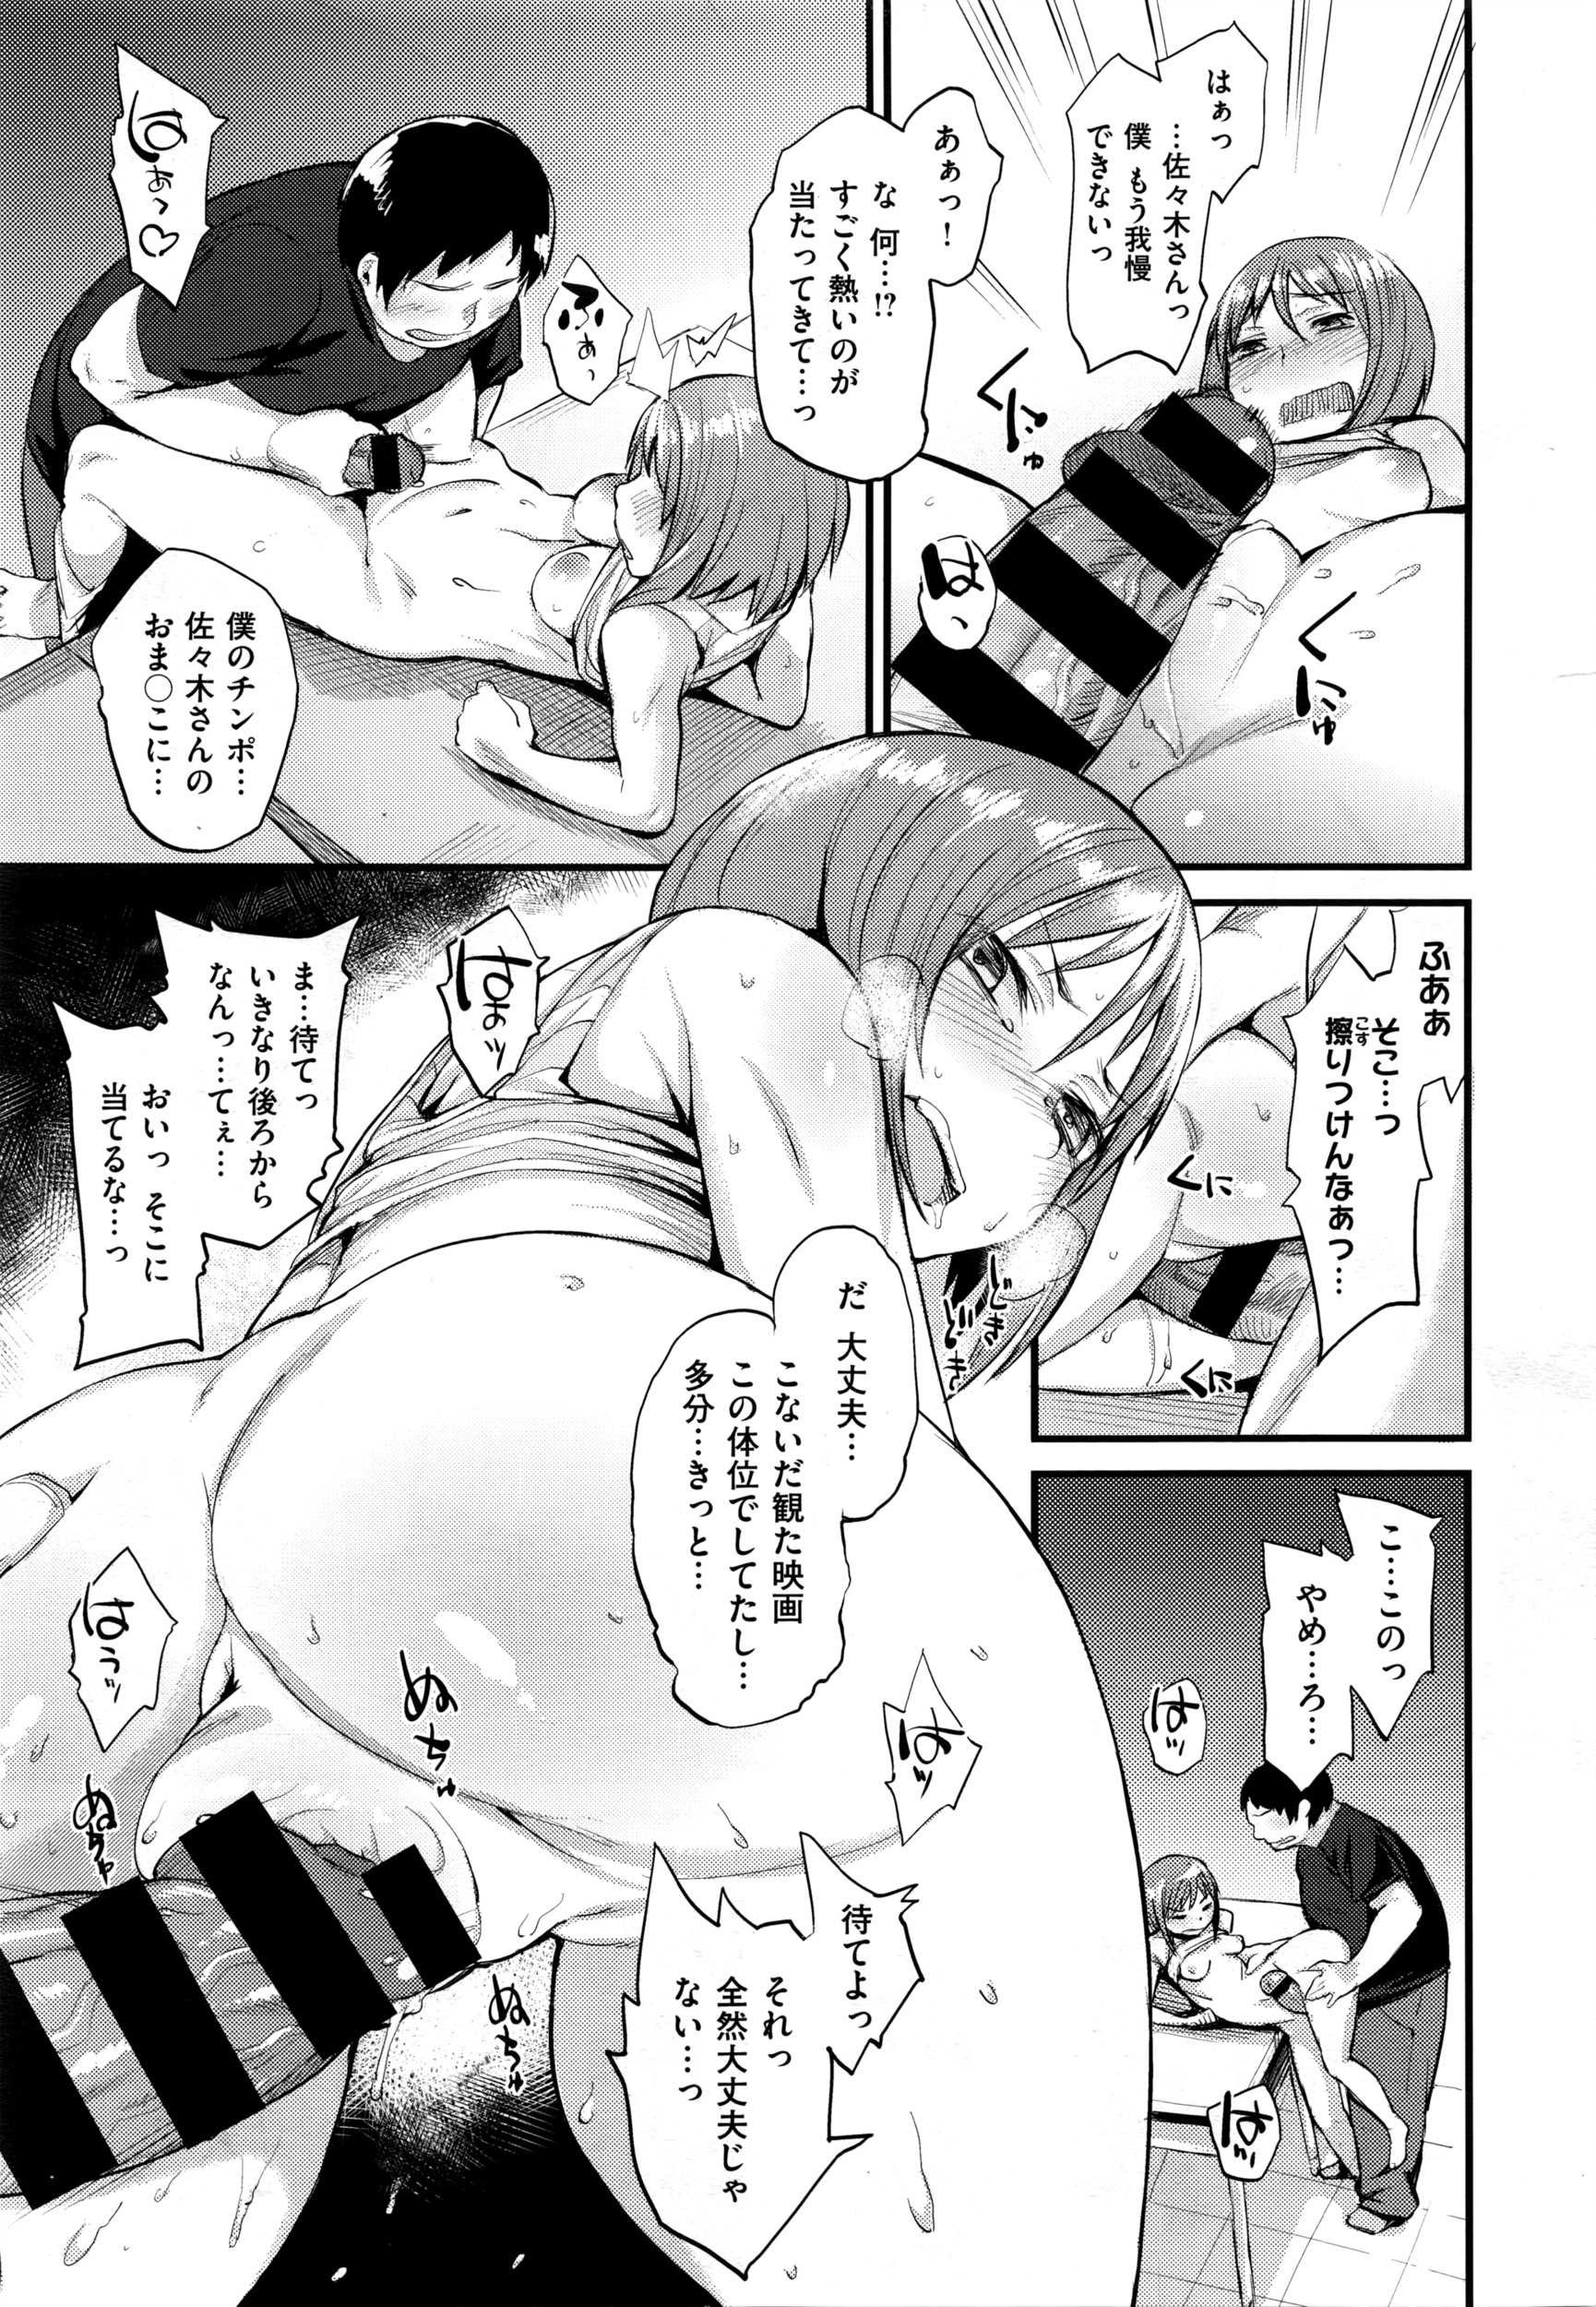 はぁっ
…佐々木さんっ
僕 もう我慢
できないっ
くにゅ
くにゅ
はっ
あぁっ！
な 何…!?
すごく熱いのが
当たってきて…っ
はぁっ♡
ふぁっ
僕のチンポ…
佐々木さんの
おま○こに…
ふあぁ
そこ…っ
擦りつけんなぁっ…
こす
くに
くに
ま…待てっ
いきなり後ろから
なんっ…てぇ…
おいっ そこに
当てるな…っ
はぁッ
どきどき
だ 大丈夫…
こないだ観た映画
この体位でしてたし…
多分…きっと…
こ…このっ
やめ…ろ…
はッ
はッ
はぅッ
はッ
ぬちゅ
ぬちゅ
ぬちゅ
待てよっ
それっ
全然大丈夫じゃ
ない…っ